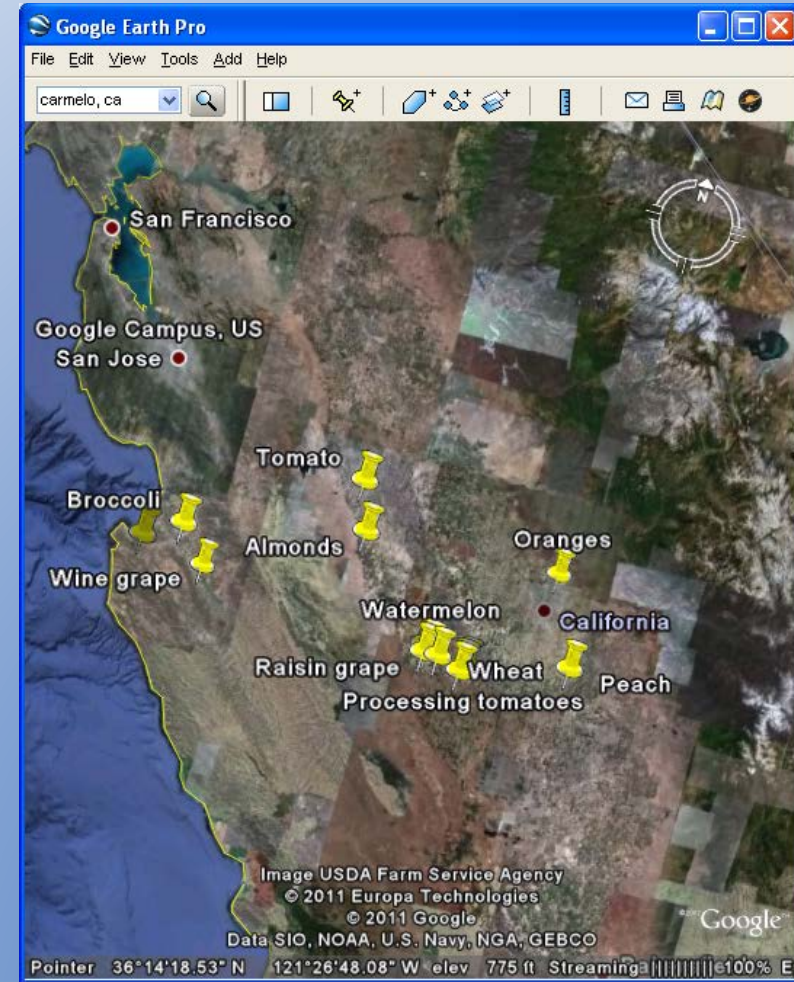 Google Earth Pro
File Edit View Tools Add Help
carmelo, ca
N
San Francisco
Google Campus, US
San Jose
Tomato
Broccoli
Almonds
Oranges
Wine grape
Watermelon
California
Raisin grape
Wheat
Peach
Processing tomatoes
Image USDA Farm Service Agency
© 2011 Europa Technologies
© 2011 Google
Data SIO, NOAA, U.S. Navy, NGA, GEBCO
Google
Pointer 36°14'18.53" N 121°26'48.08" W elev 775 ft Streaming ||||||||| 100% E